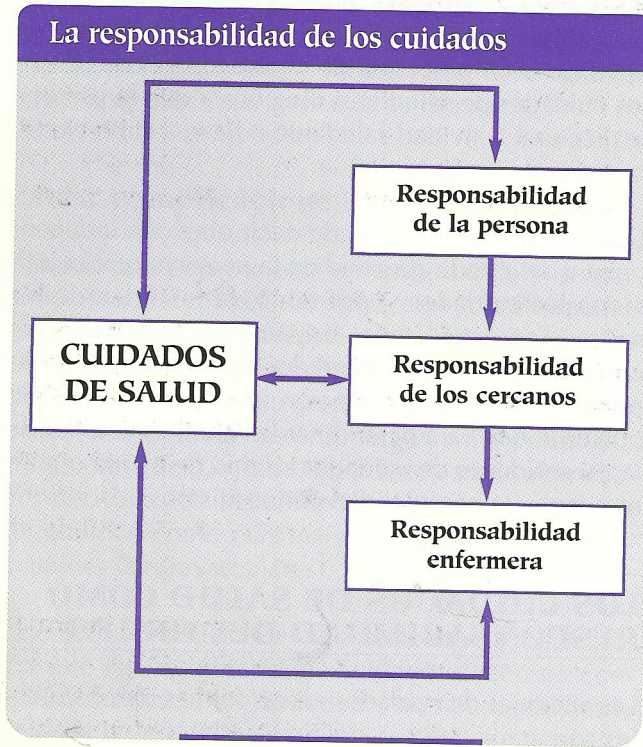 La responsabilidad de los cuidados
Responsabilidad
de la persona
CUIDADOS
DE SALUD
Responsabilidad
de los cercanos
Responsabilidad
enfermera